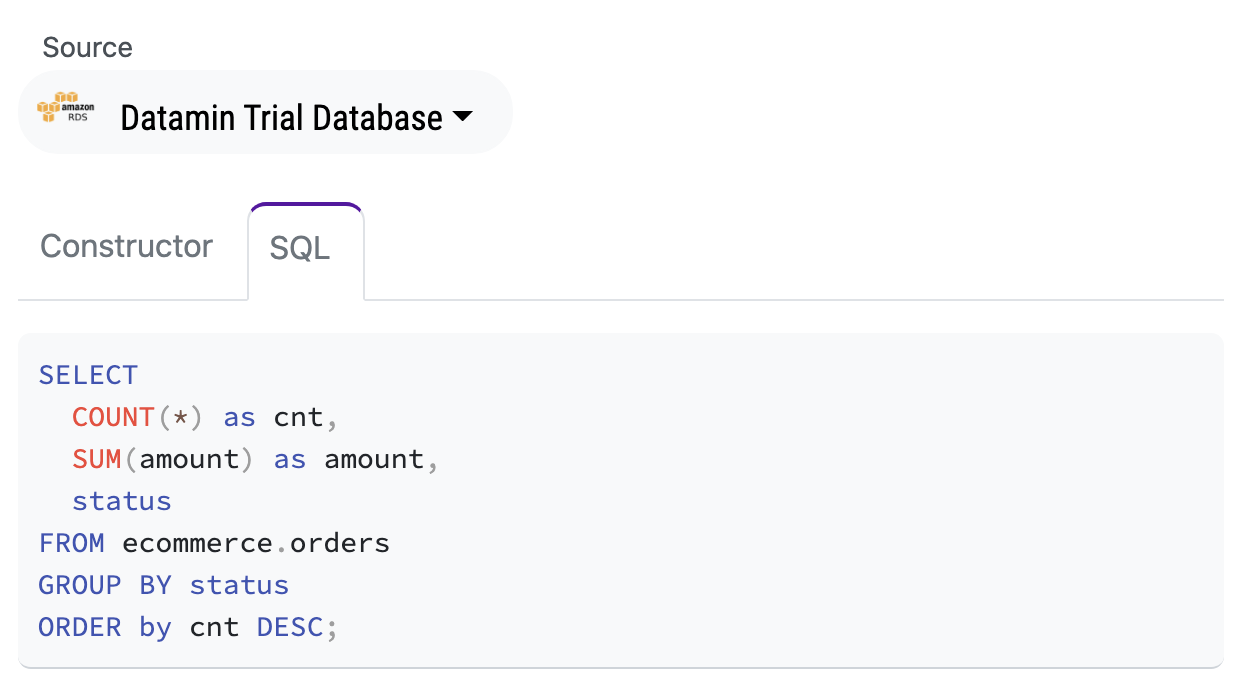 Source
amazon
RDS
Datamin Trial Database
Constructor
SQL
SELECT
  COUNT(*) as cnt,
  SUM(amount) as amount,
  status
FROM ecommerce.orders
GROUP BY status
ORDER by cnt DESC;